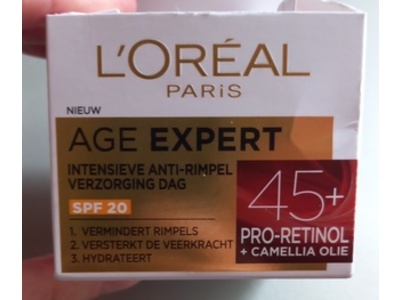 L'ORÉAL
PARIS
NIEUW
AGE EXPERT
INTENSIEVE ANTI-RIMPEL
VERZORGING DAG
SPF 20
1. VERMINDERT RIMPELS
2. VERSTERKT DE VEERKRACHT
3. HYDRATEERT
45+
PRO-RETINOL
+ CAMELLIA OLIE